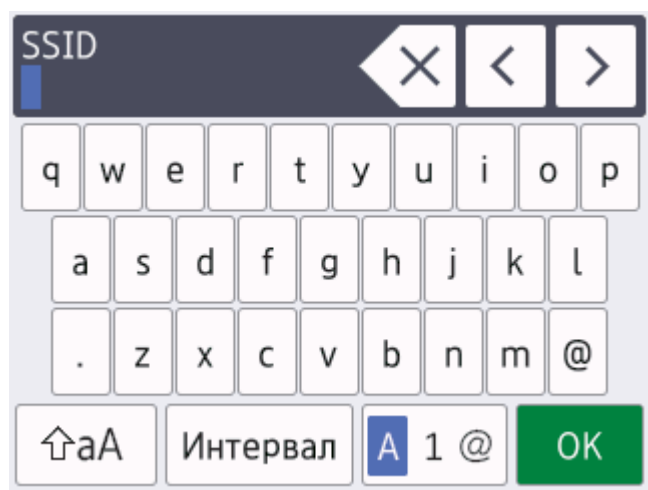 SSID
q w e r t y u i o p
a s d f g h j k l
. z x c v b n m @
aA Интервал A 1 @ OK